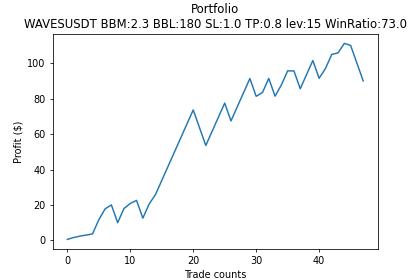 Portfolio
WAVESUSDT BBM:2.3 BBL:180 SL:1.0 TP:0.8 lev:15 WinRatio:73.0
100
80
60
40
20
0
Profit ($)
0 10 20 30 40
Trade counts